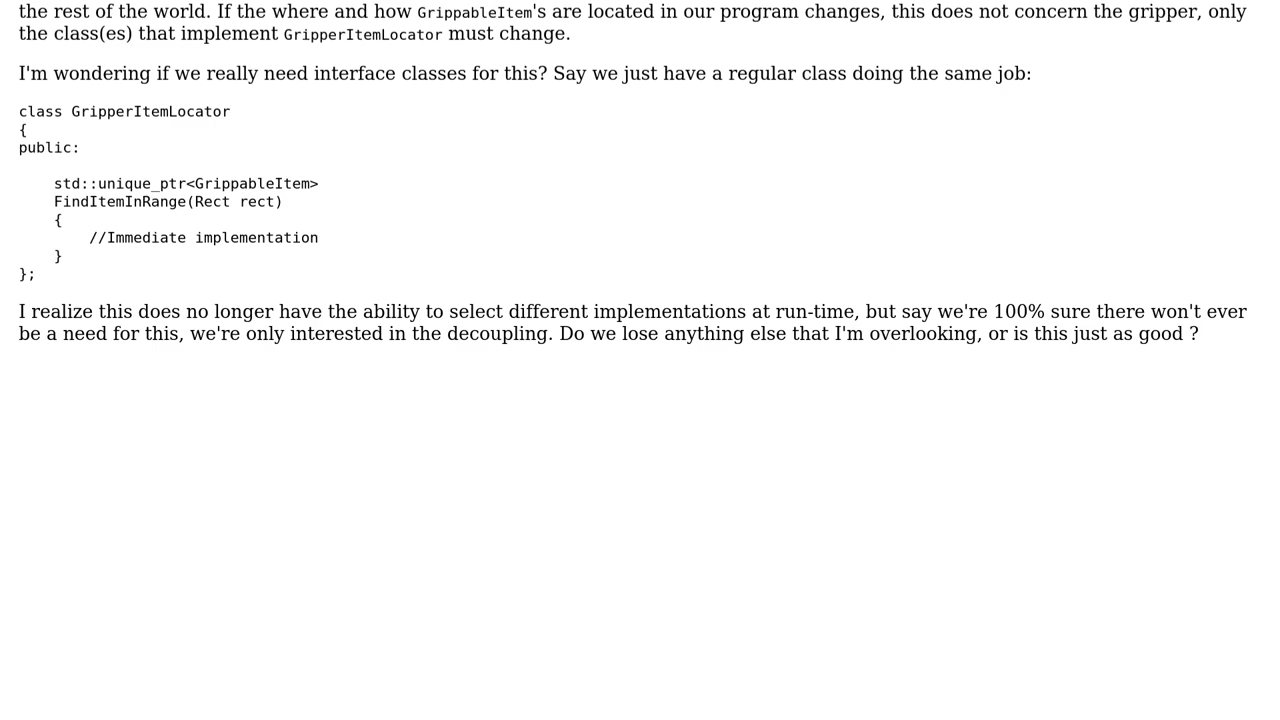 the rest of the world. If the where and how GrippableItem's are located in our program changes, this does not concern the gripper, only
the class(es) that implement GripperItemLocator must change.
I'm wondering if we really need interface classes for this? Say we just have a regular class doing the same job:
class GripperItemLocator
{
public:
    std::unique_ptr<GrippableItem>
    FindItemInRange(Rect rect)
    {
        //Immediate implementation
    }
};
I realize this does no longer have the ability to select different implementations at run-time, but say we're 100% sure there won't ever
be a need for this, we're only interested in the decoupling. Do we lose anything else that I'm overlooking, or is this just as good ?